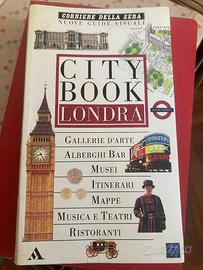 CORRIERE DELLA SERA
NUOVE GUIDE VISUALI
CITY
BOOK
LONDRA
GALLERIE D'ARTE
ALBERGHI BAR
MUSEI
ITINERARI
MAPPE
MUSICA E TEATRI
RISTORANTI